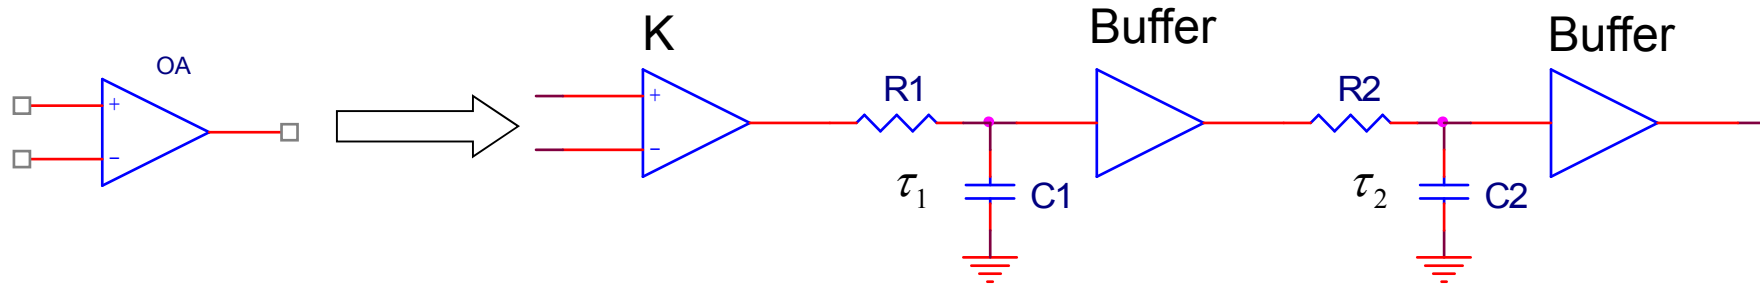 OA
+
−
K
+
−
R1
τ1
C1
Buffer
R2
τ2
C2
Buffer